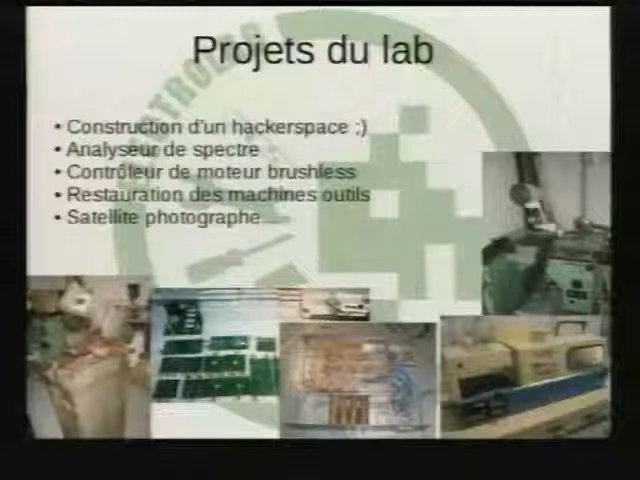 Projets du lab
• Construction d'un hackerspace ;)
• Analyseur de spectre
• Contrôleur de moteur brushless
• Restauration des machines outils
• Satellite photographe...